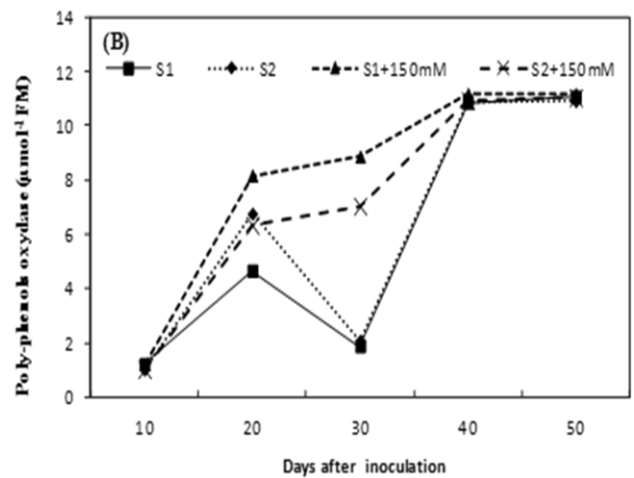 (B)
S1 S2 S1+150mM S2+150mM
14
12
10
8
6
4
2
0
10 20 30 40 50
Days after inoculation
Poly-phenols oxydase (µmol⁻¹ FM)